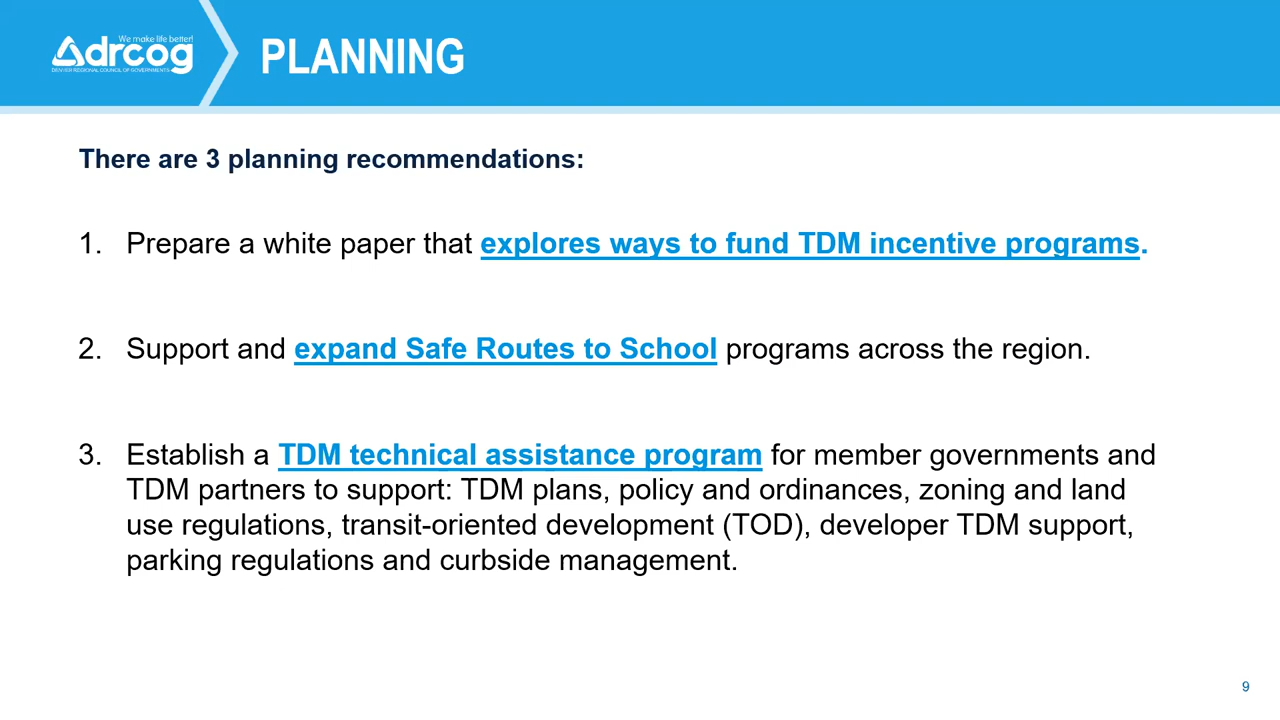 We make life better!
drcog
DENVER REGIONAL COUNCIL OF GOVERNMENTS
PLANNING
There are 3 planning recommendations:
1. Prepare a white paper that explores ways to fund TDM incentive programs.
2. Support and expand Safe Routes to School programs across the region.
3. Establish a TDM technical assistance program for member governments and
TDM partners to support: TDM plans, policy and ordinances, zoning and land
use regulations, transit-oriented development (TOD), developer TDM support,
parking regulations and curbside management.
9